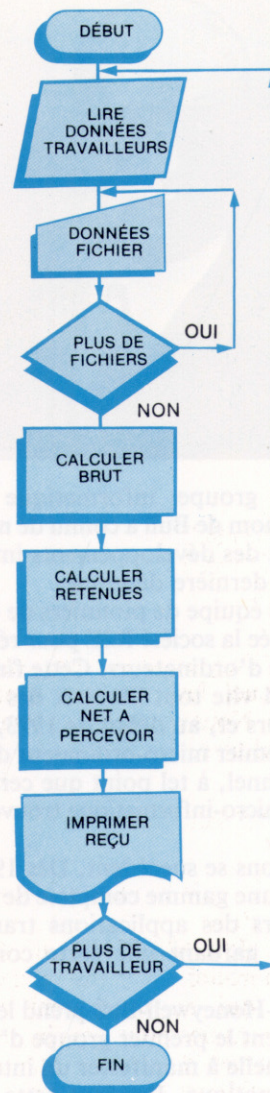 DÉBUT
LIRE
DONNÉES
TRAVAILLEURS
DONNÉES
FICHIER
PLUS DE
FICHIERS
OUI
NON
CALCULER
BRUT
CALCULER
RETENUES
CALCULER
NET A
PERCEVOIR
IMPRIMER
REÇU
PLUS DE
TRAVAILLEUR
OUI
NON
FIN